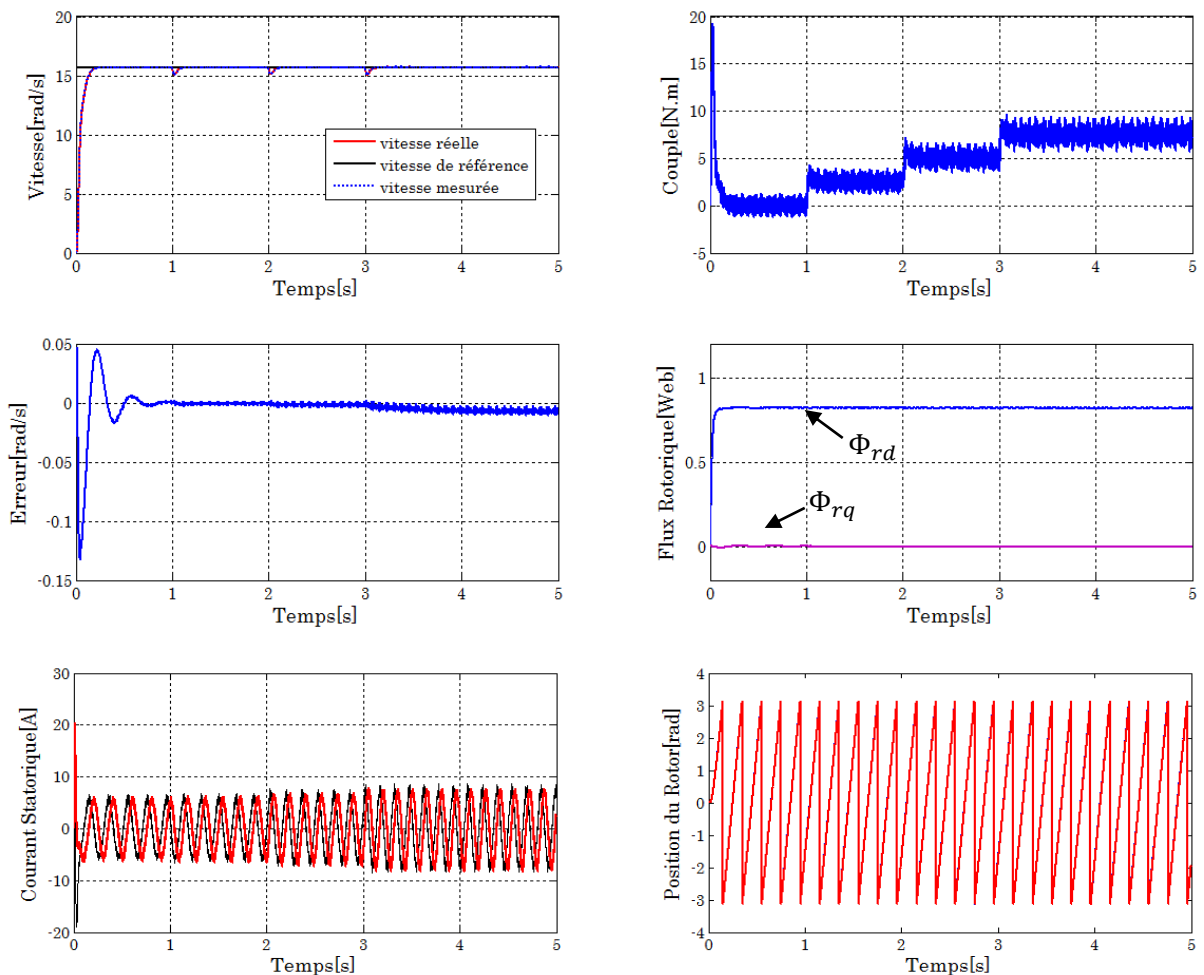 20
15
10
5
0
Vitesse[rad/s]
vitesse réelle
vitesse de référence
vitesse mesurée
0 1 2 3 4 5
Temps[s]
20
15
10
5
0
-5
Couple[N.m]
0 1 2 3 4 5
Temps[s]
0.05
0
-0.05
-0.1
-0.15
Erreur[rad/s]
0 1 2 3 4 5
Temps[s]
1
0.5
0
Flux Rotorique[Web]
Φrd
Φrq
0 1 2 3 4 5
Temps[s]
30
20
10
0
-10
-20
Courant Statorique[A]
0 1 2 3 4 5
Temps[s]
4
3
2
1
0
-1
-2
-3
-4
Position du Rotor[rad]
0 1 2 3 4 5
Temps[s]